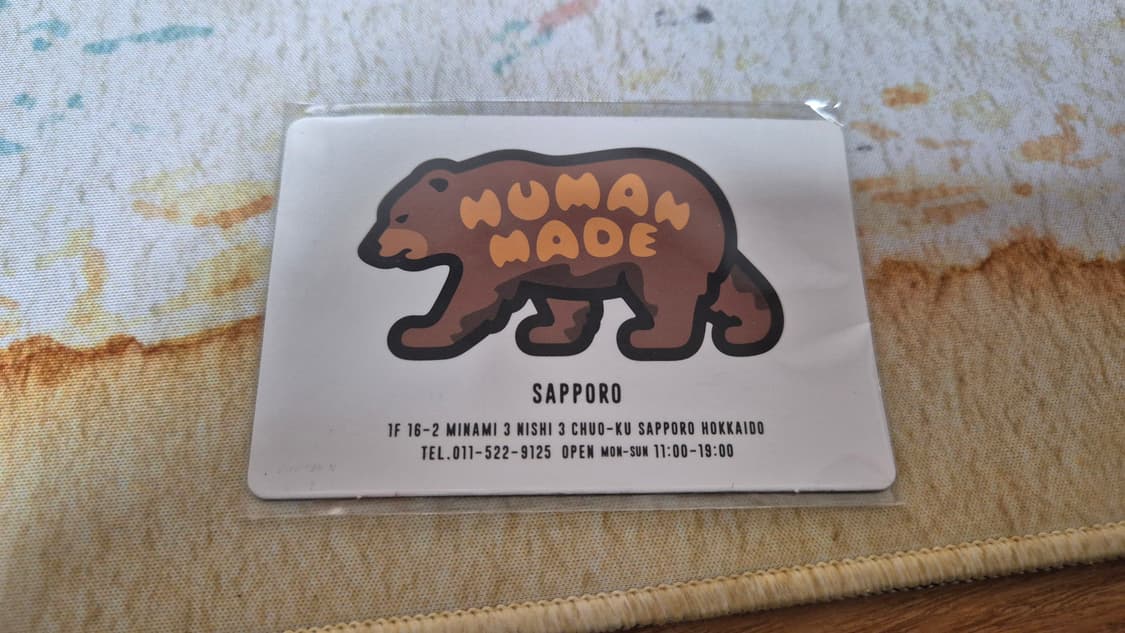 HUMAN
MADE
SAPPORO
1F 16-2 MINAMI 3 NISHI 3 CHUO-KU SAPPORO HOKKAIDO
TEL.011-522-9125 OPEN MON-SUN 11:00-19:00